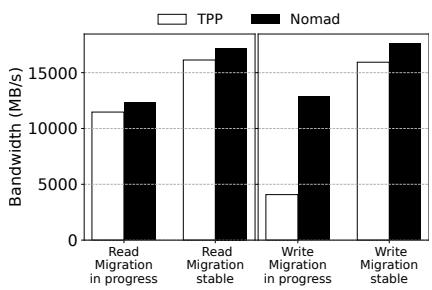 TPP Nomad
Bandwidth (MB/s)
15000
10000
5000
0
Read
Migration
in progress
Read
Migration
stable
Write
Migration
in progress
Write
Migration
stable